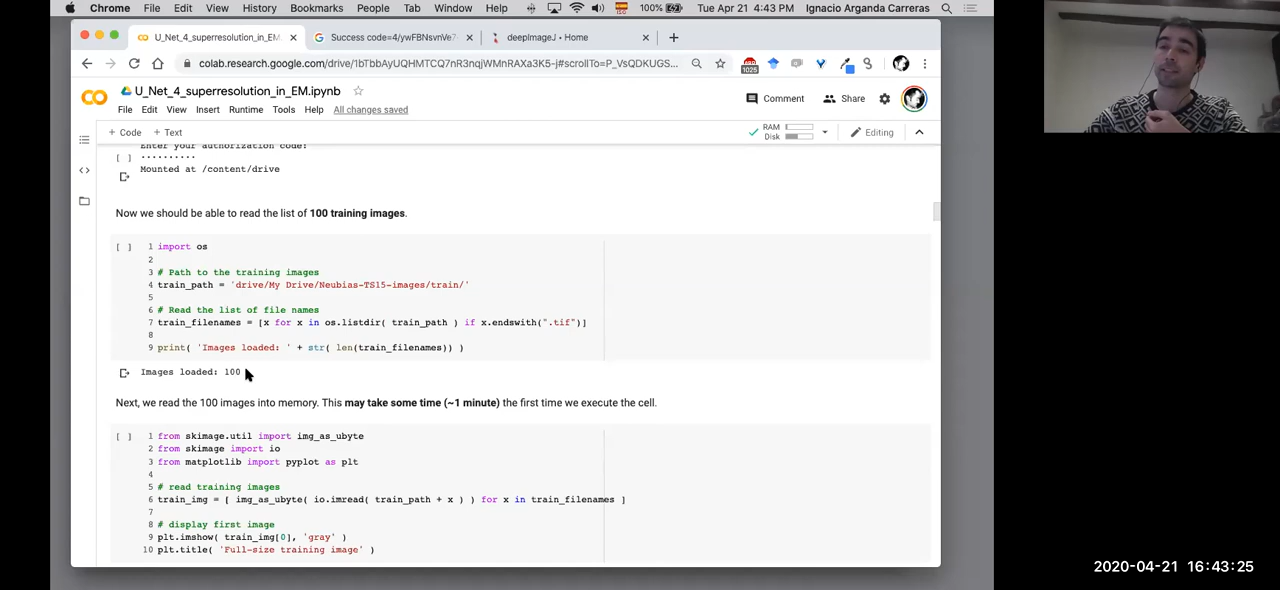 Chrome File Edit View History Bookmarks People Tab Window Help 100% Tue Apr 21 4:43 PM Ignacio Arganda Carreras
U_Net_4_superresolution_in_EM. Success code=4/ywFBNsvnVe7 deepImageJ • Home
colab.research.google.com/drive/1bTbbAyUQHMTCQ7nR3nqjWMnRAXa3K5-j#scrollTo=P_VsQDKUGS... 1025
U_Net_4_superresolution_in_EM.ipynb
Comment Share
File Edit View Insert Runtime Tools Help All changes saved
+ Code + Text RAM Disk Editing
Enter your authorization code:
[ ] ··········
Mounted at /content/drive
Now we should be able to read the list of 100 training images.
[ ] 1 import os
2
3 # Path to the training images
4 train_path = 'drive/My Drive/Neubias-TS15-images/train/'
5
6 # Read the list of file names
7 train_filenames = [x for x in os.listdir( train_path ) if x.endswith(".tif")]
8
9 print( 'Images loaded: ' + str( len(train_filenames)) )
Images loaded: 100
Next, we read the 100 images into memory. This may take some time (~1 minute) the first time we execute the cell.
[ ] 1 from skimage.util import img_as_ubyte
2 from skimage import io
3 from matplotlib import pyplot as plt
4
5 # read training images
6 train_img = [ img_as_ubyte( io.imread( train_path + x ) ) for x in train_filenames ]
7
8 # display first image
9 plt.imshow( train_img[0], 'gray' )
10 plt.title( 'Full-size training image' )
2020-04-21 16:43:25